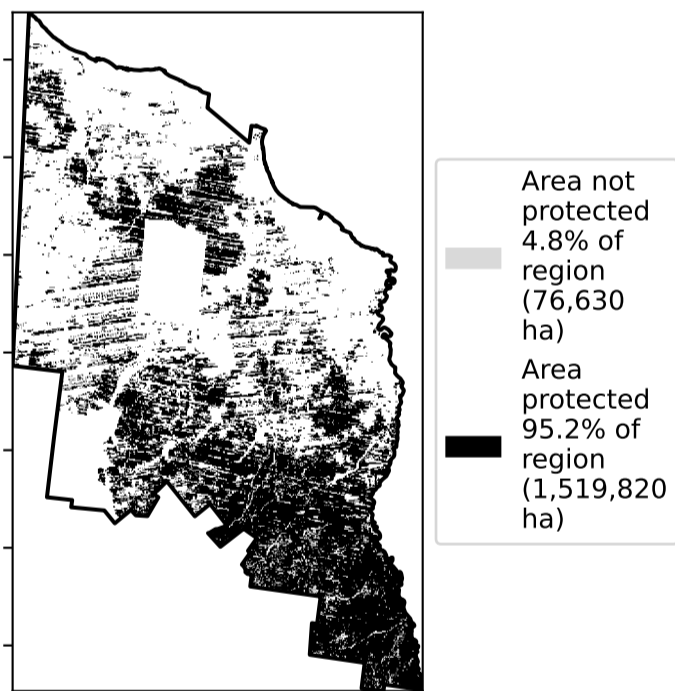 Area not
protected
4.8% of
region
(76,630
ha)
Area
protected
95.2% of
region
(1,519,820
ha)